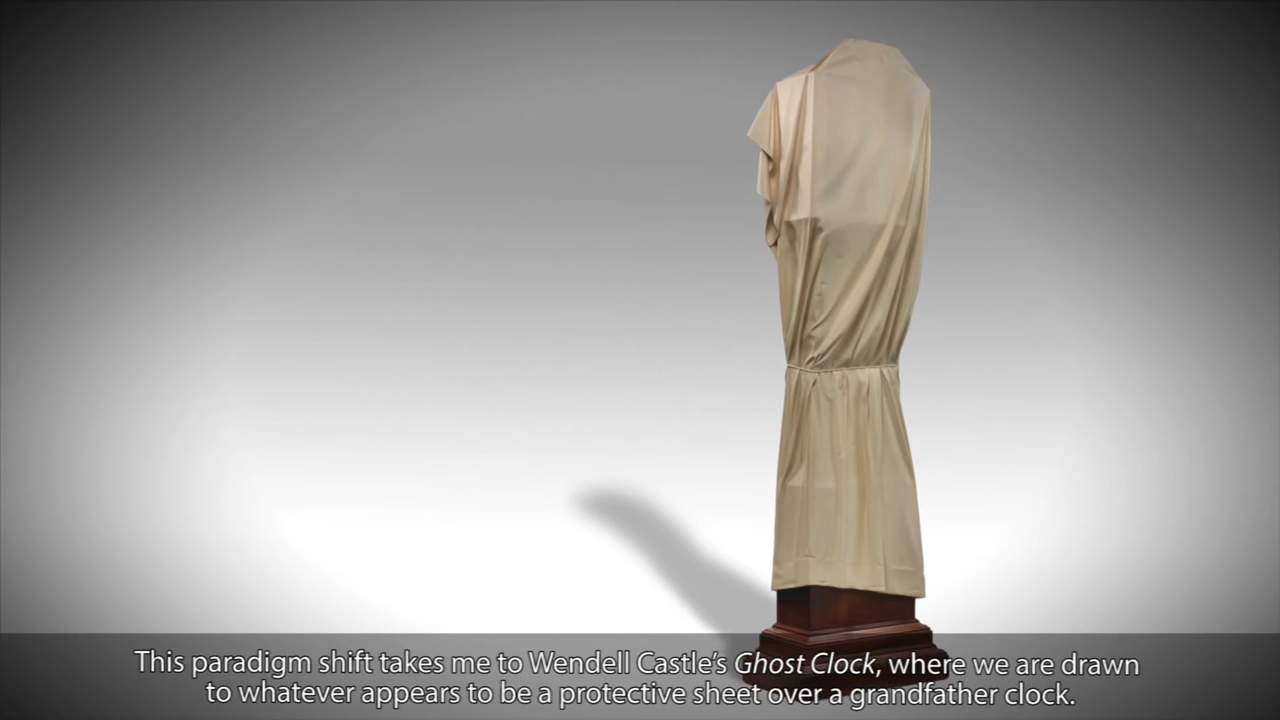 This paradigm shift takes me to Wendell Castle's Ghost Clock, where we are drawn
to whatever appears to be a protective sheet over a grandfather clock.